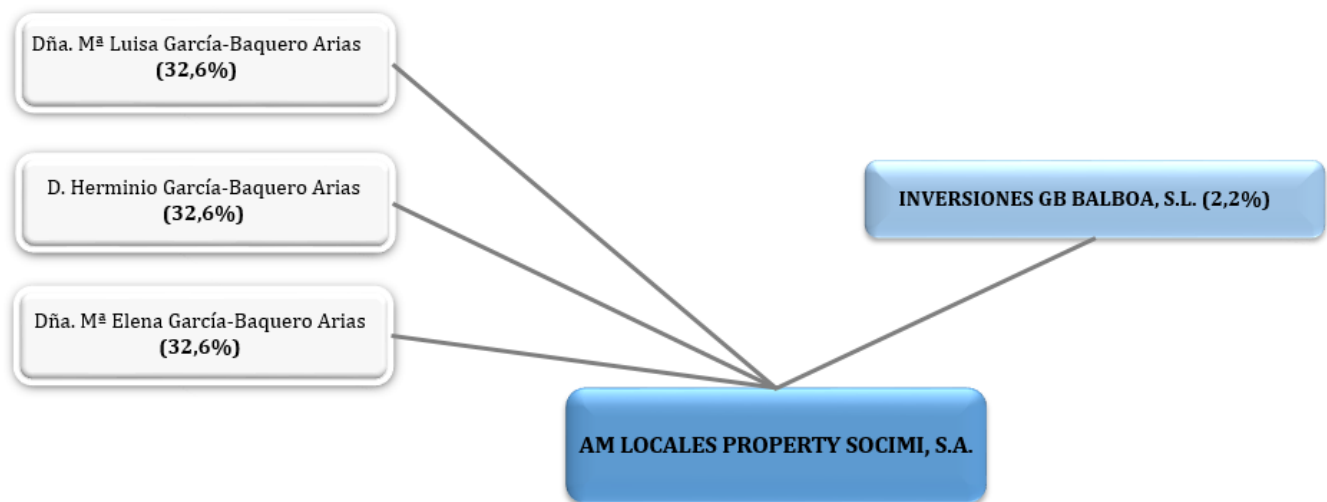 Dña. Mª Luisa García-Baquero Arias
(32,6%)
D. Herminio García-Baquero Arias
(32,6%)
Dña. Mª Elena García-Baquero Arias
(32,6%)
INVERSIONES GB BALBOA, S.L. (2,2%)
AM LOCALES PROPERTY SOCIMI, S.A.